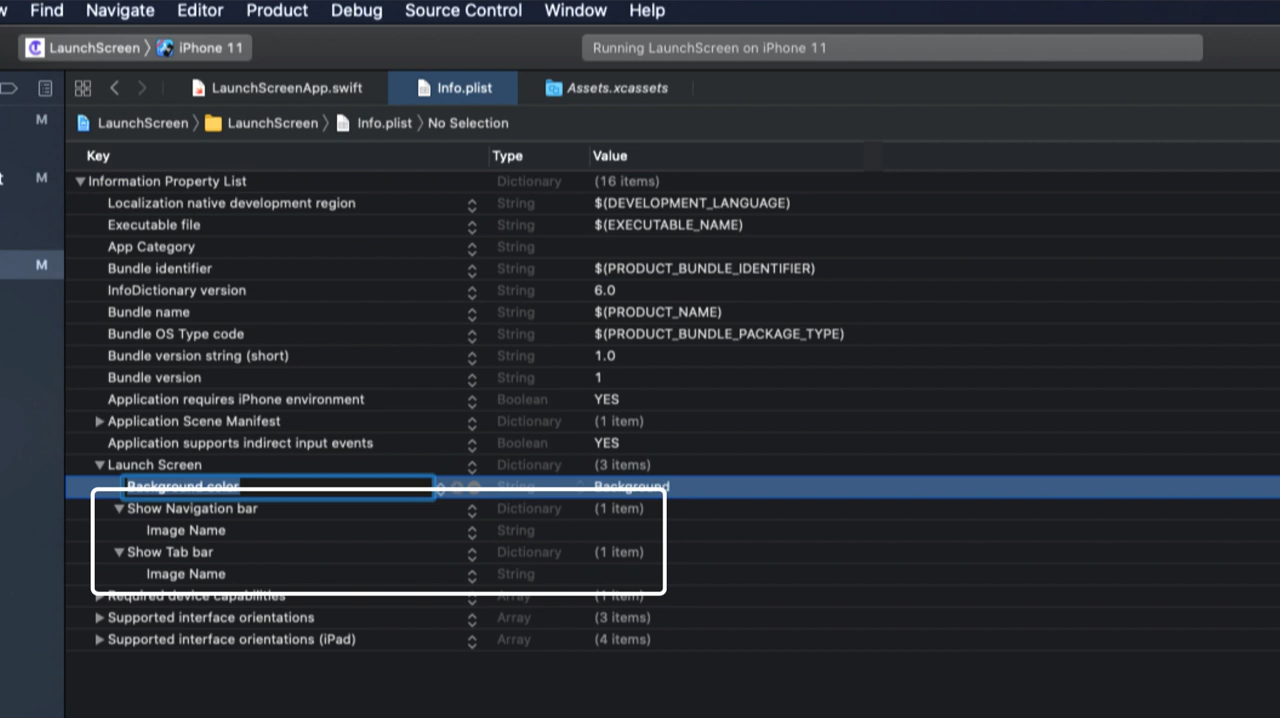 w Find Navigate Editor Product Debug Source Control Window Help
LaunchScreen iPhone 11 Running LaunchScreen on iPhone 11
LaunchScreenApp.swift Info.plist Assets.xcassets
M LaunchScreen LaunchScreen Info.plist No Selection
Key Type Value
t M Information Property List Dictionary (16 items)
Localization native development region String $(DEVELOPMENT_LANGUAGE)
Executable file String $(EXECUTABLE_NAME)
App Category String
M Bundle identifier String $(PRODUCT_BUNDLE_IDENTIFIER)
InfoDictionary version String 6.0
Bundle name String $(PRODUCT_NAME)
Bundle OS Type code String $(PRODUCT_BUNDLE_PACKAGE_TYPE)
Bundle version string (short) String 1.0
Bundle version String 1
Application requires iPhone environment Boolean YES
Application Scene Manifest Dictionary (1 item)
Application supports indirect input events Boolean YES
Launch Screen Dictionary (3 items)
Background color String Background
Show Navigation bar Dictionary (1 item)
Image Name String
Show Tab bar Dictionary (1 item)
Image Name String
Required device capabilities Array (1 item)
Supported interface orientations Array (3 items)
Supported interface orientations (iPad) Array (4 items)